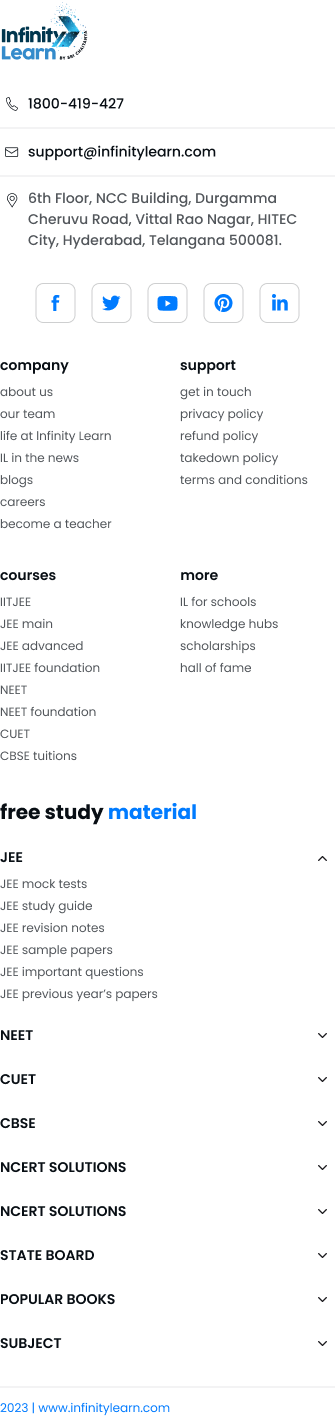 Infinity
Learn
BY SRI CHAITANYA
1800-419-427
support@infinitylearn.com
6th Floor, NCC Building, Durgamma
Cheruvu Road, Vittal Rao Nagar, HITEC
City, Hyderabad, Telangana 500081.
company
about us
our team
life at Infinity Learn
IL in the news
blogs
careers
become a teacher
support
get in touch
privacy policy
refund policy
takedown policy
terms and conditions
courses
IITJEE
JEE main
JEE advanced
IITJEE foundation
NEET
NEET foundation
CUET
CBSE tuitions
more
IL for schools
knowledge hubs
scholarships
hall of fame
free study material
JEE
JEE mock tests
JEE study guide
JEE revision notes
JEE sample papers
JEE important questions
JEE previous year’s papers
NEET
CUET
CBSE
NCERT SOLUTIONS
NCERT SOLUTIONS
STATE BOARD
POPULAR BOOKS
SUBJECT
2023 | www.infinitylearn.com